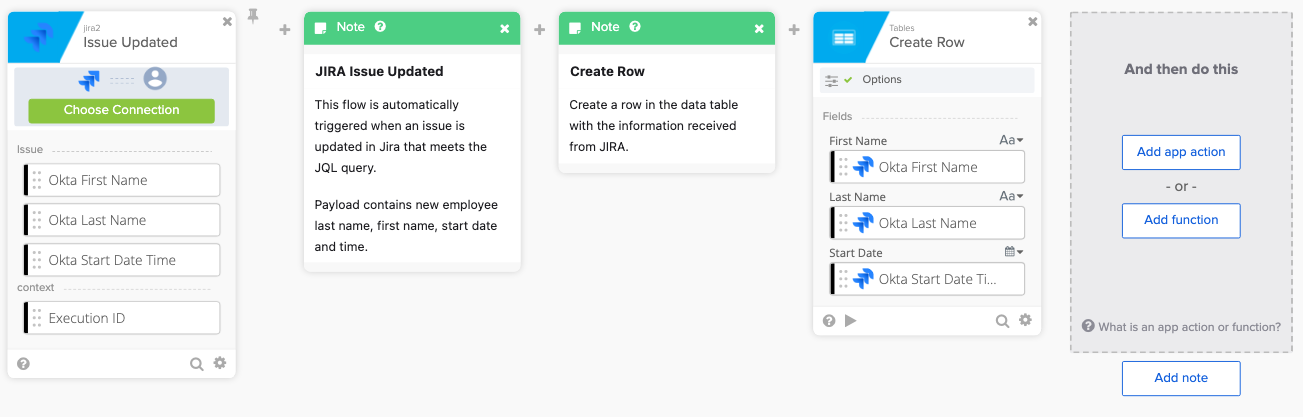 jira2
Issue Updated
Choose Connection
Issue
Okta First Name
Okta Last Name
Okta Start Date Time
context
Execution ID
Note
JIRA Issue Updated
This flow is automatically
triggered when an issue is
updated in Jira that meets the
JQL query.
Payload contains new employee
last name, first name, start date
and time.
Note
Create Row
Create a row in the data table
with the information received
from JIRA.
Tables
Create Row
Options
Fields
First Name
Aa
Okta First Name
Last Name
Aa
Okta Last Name
Start Date
Okta Start Date Ti...
And then do this
Add app action
- or -
Add function
What is an app action or function?
Add note